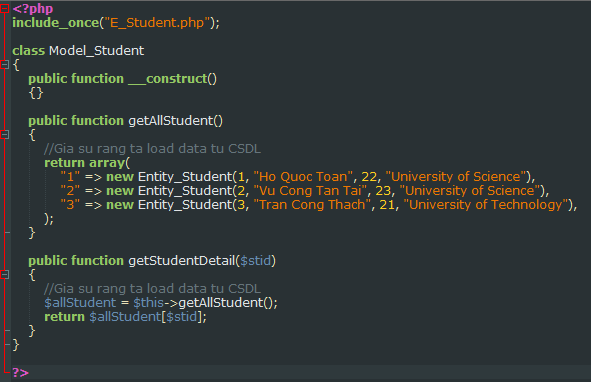 <?php
include_once("E_Student.php");
class Model_Student
{
public function __construct()
{}
public function getAllStudent()
{
//Gia su rang ta load data tu CSDL
return array(
"1" => new Entity_Student(1, "Ho Quoc Toan", 22, "University of Science"),
"2" => new Entity_Student(2, "Vu Cong Tan Tai", 23, "University of Science"),
"3" => new Entity_Student(3, "Tran Cong Thach", 21, "University of Technology"),
);
}
public function getStudentDetail($stid)
{
//Gia su rang ta load data tu CSDL
$allStudent = $this->getAllStudent();
return $allStudent[$stid];
}
}
?>